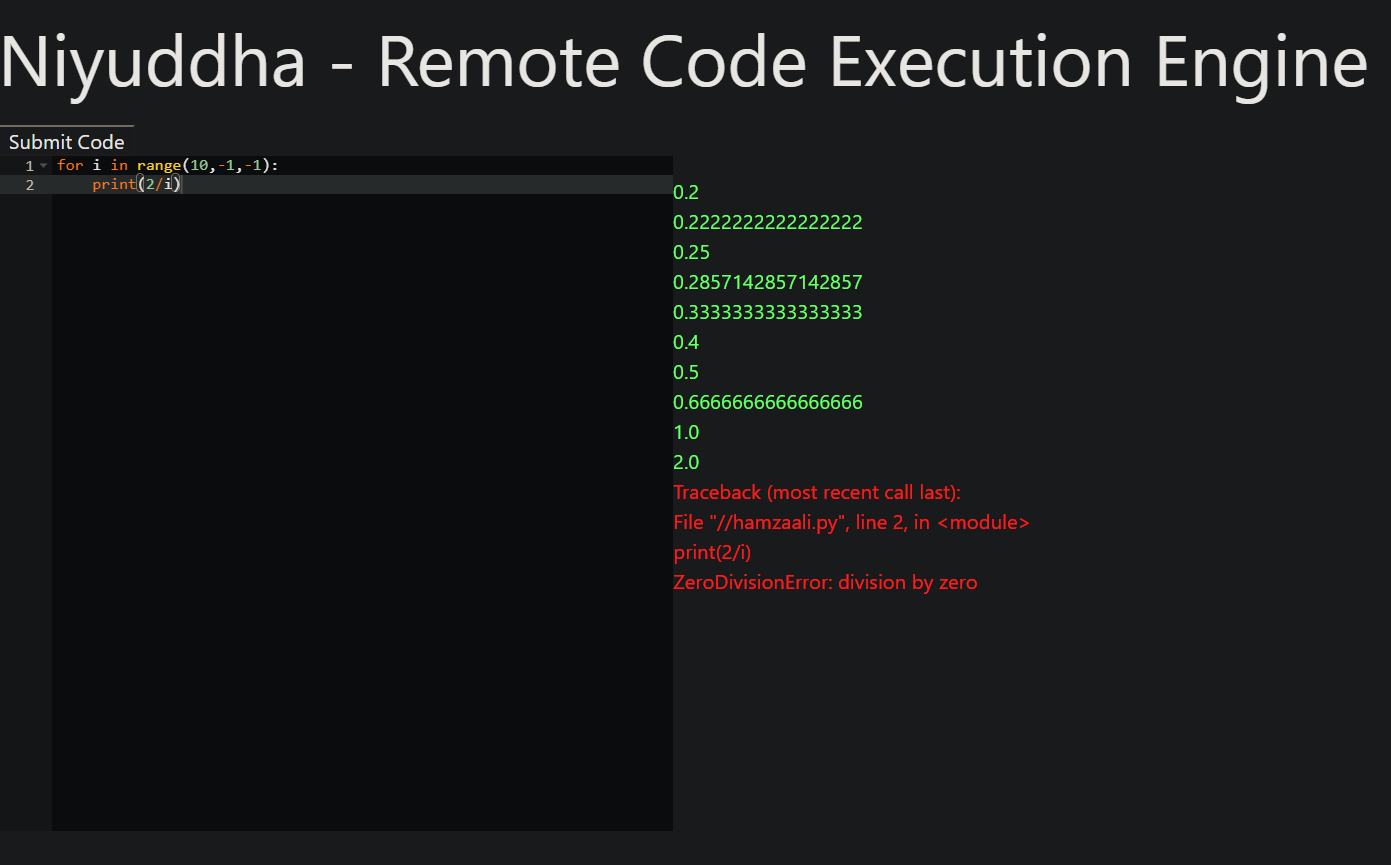 Niyuddha - Remote Code Execution Engine
Submit Code
1 for i in range(10,-1,-1):
2     print(2/i)
0.2
0.2222222222222222
0.25
0.2857142857142857
0.3333333333333333
0.4
0.5
0.6666666666666666
1.0
2.0
Traceback (most recent call last):
File "//hamzaali.py", line 2, in <module>
print(2/i)
ZeroDivisionError: division by zero